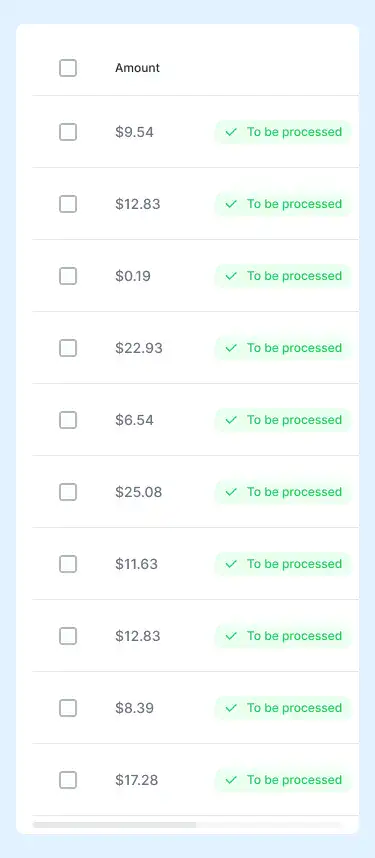 Amount
$9.54 To be processed
$12.83 To be processed
$0.19 To be processed
$22.93 To be processed
$6.54 To be processed
$25.08 To be processed
$11.63 To be processed
$12.83 To be processed
$8.39 To be processed
$17.28 To be processed